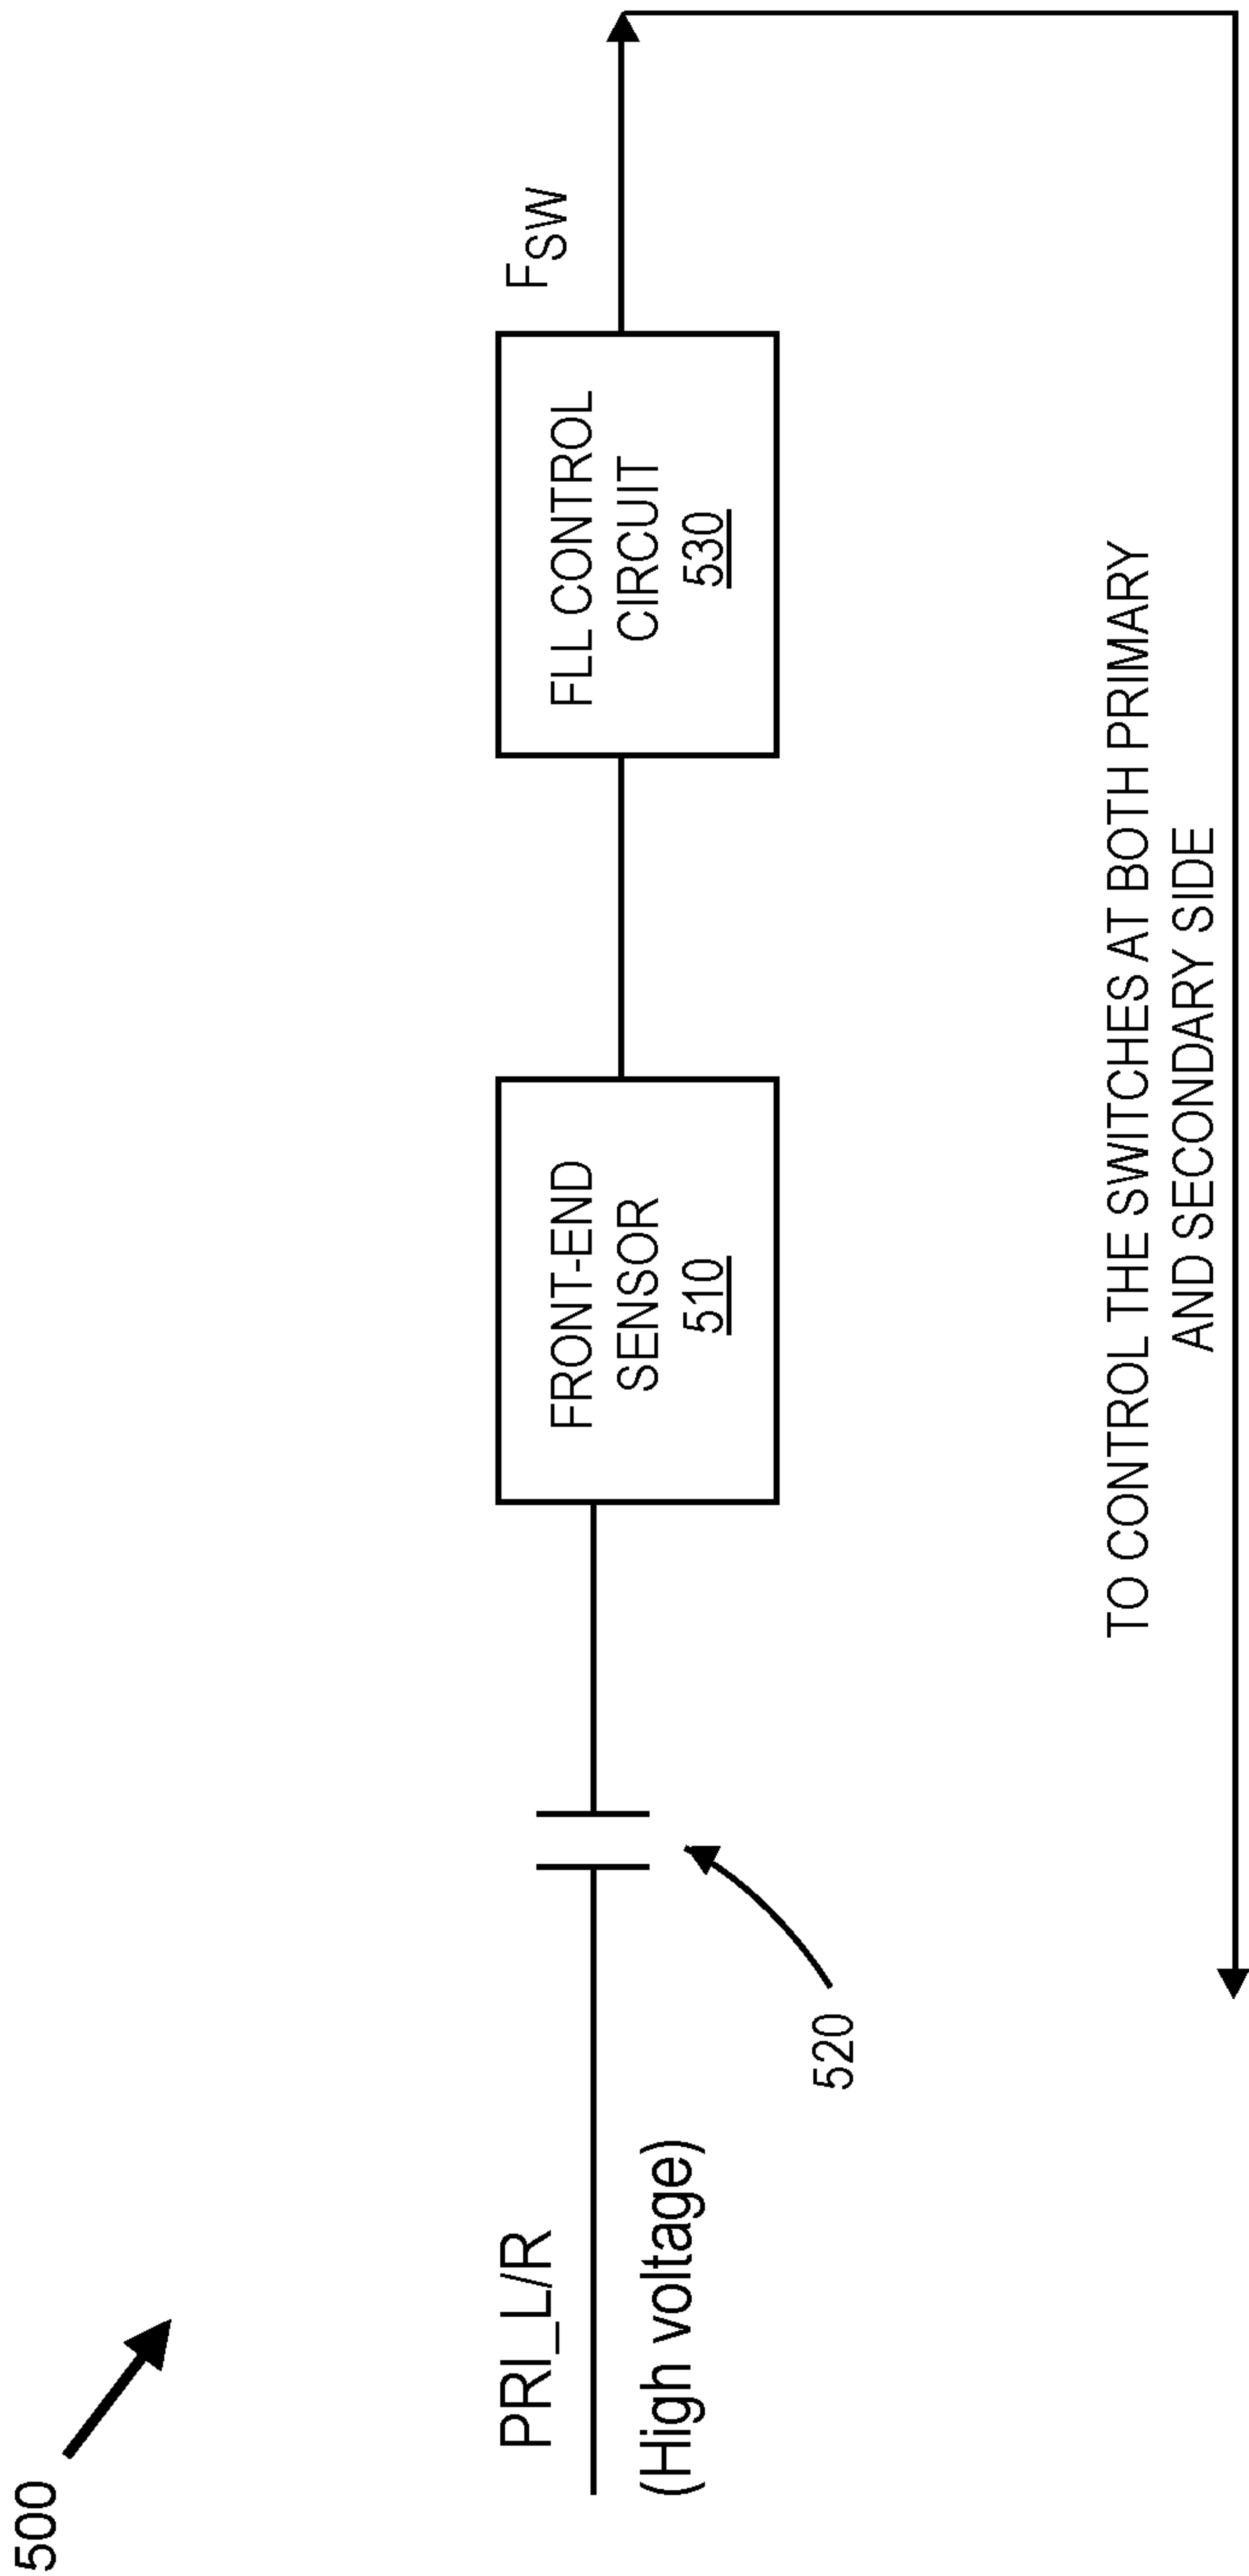 500
PRI_L/R
(High voltage)
520
FRONT-END
SENSOR
510
FLL CONTROL
CIRCUIT
530
FSW
TO CONTROL THE SWITCHES AT BOTH PRIMARY
AND SECONDARY SIDE